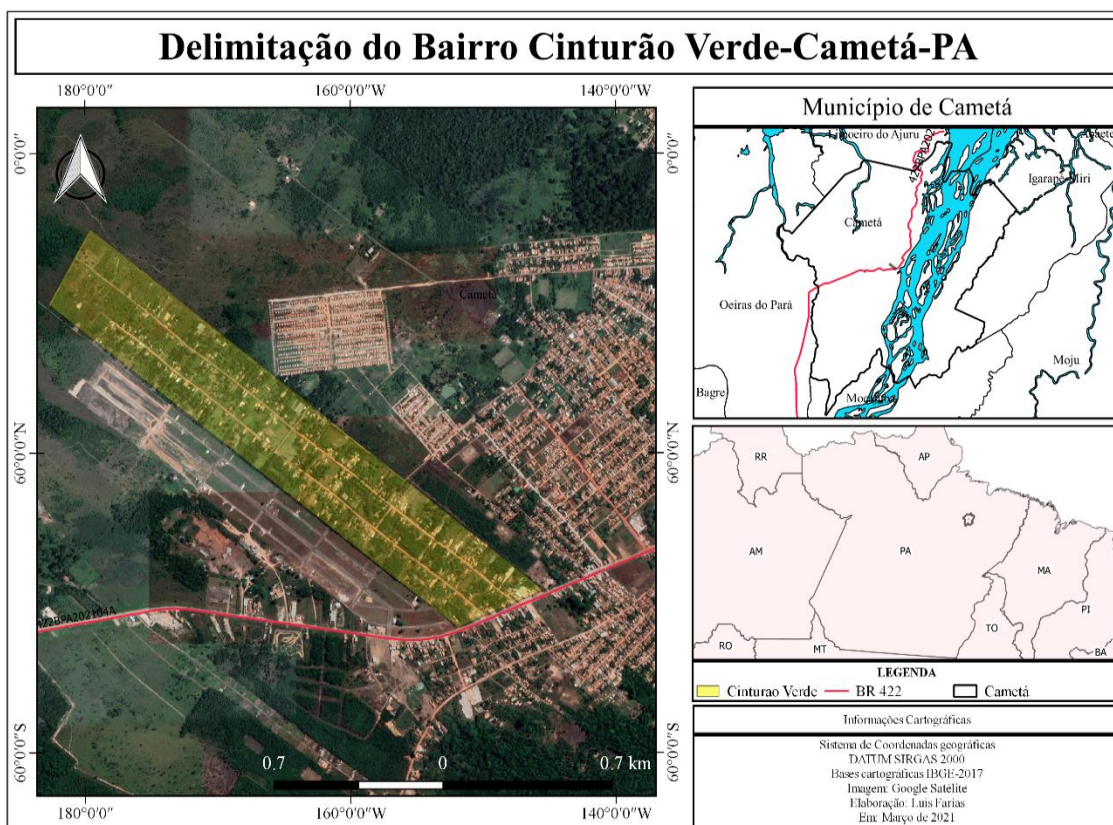 Delimitação do Bairro Cinturão Verde-Cametá-PA
180°0'0" 160°0'0" 140°0'0"
0°0'0"
60°0'0"N
60°0'0"S
Cametá
422BPA202104A
0.7 0 0.7 km
180°0'0" 160°0'0" 140°0'0"
0°0'0"
60°0'0"N
60°0'0"S
Município de Cametá
Limoeiro do Ajuru
Igarapé-Miri
Cametá
Oeiras do Pará
Moju
Bagre
RR
AP
AM
PA
MA
PI
TO
RO
MT
BA
LEGENDA
Cinturao Verde BR 422 Cametá
Informações Cartográficas
Sistema de Coordenadas geográficas
DATUM SIRGAS 2000
Bases cartográficas IBGE-2017
Imagem: Google Satélite
Elaboração: Luis Farias
Em: Março de 2021